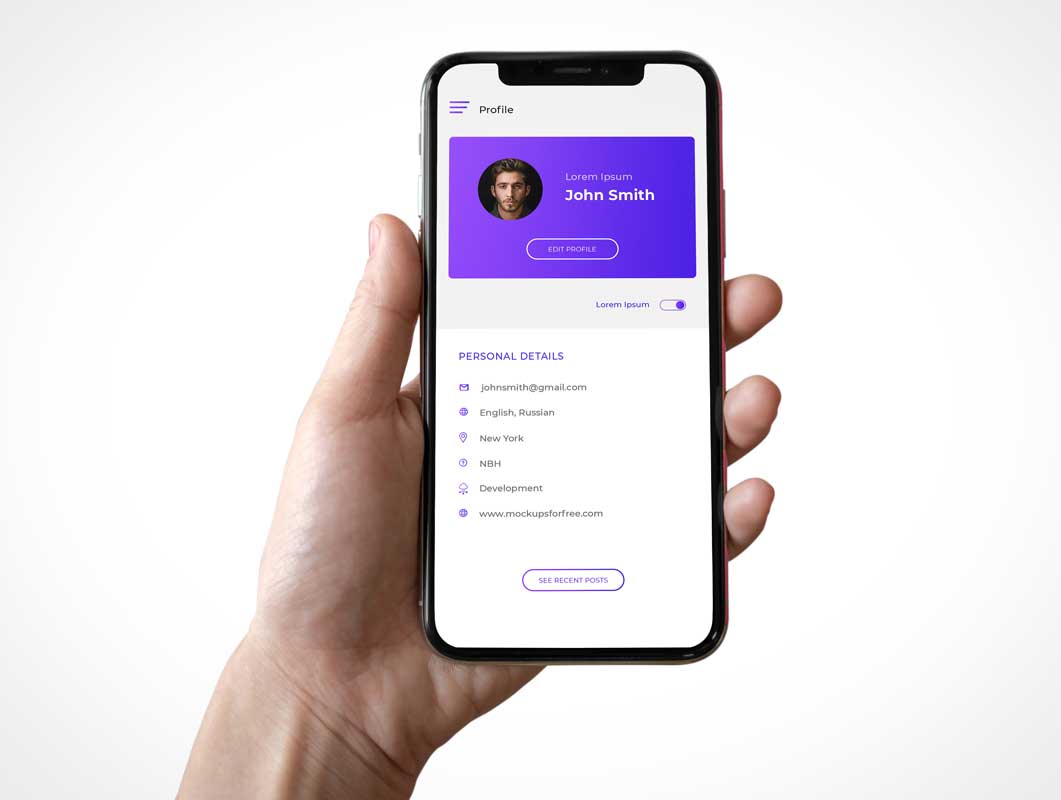 Profile
Lorem Ipsum
John Smith
EDIT PROFILE
Lorem Ipsum
PERSONAL DETAILS
johnsmith@gmail.com
English, Russian
New York
NBH
Development
www.mockupsforfree.com
SEE RECENT POSTS